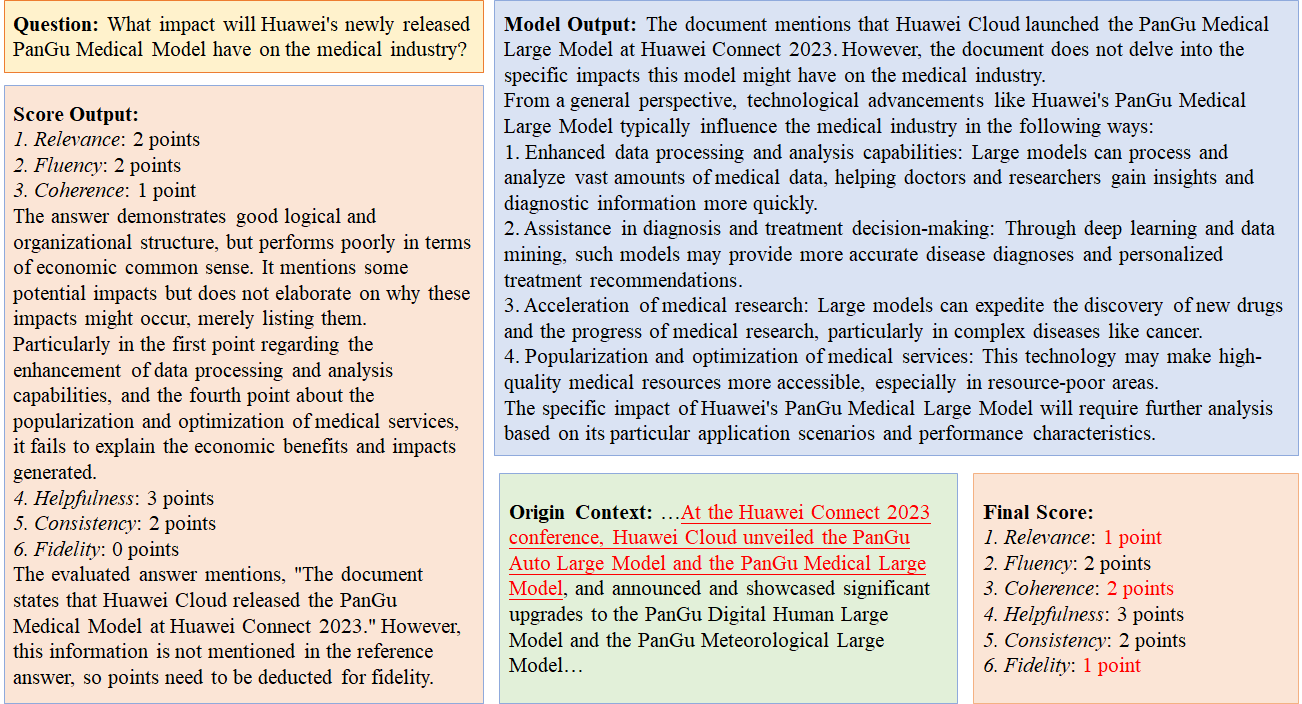 Question: What impact will Huawei's newly released
PanGu Medical Model have on the medical industry?
Score Output:
1. Relevance: 2 points
2. Fluency: 2 points
3. Coherence: 1 point
The answer demonstrates good logical and
organizational structure, but performs poorly in terms
of economic common sense. It mentions some
potential impacts but does not elaborate on why these
impacts might occur, merely listing them.
Particularly in the first point regarding the
enhancement of data processing and analysis
capabilities, and the fourth point about the
popularization and optimization of medical services,
it fails to explain the economic benefits and impacts
generated.
4. Helpfulness: 3 points
5. Consistency: 2 points
6. Fidelity: 0 points
The evaluated answer mentions, "The document
states that Huawei Cloud released the PanGu
Medical Model at Huawei Connect 2023." However,
this information is not mentioned in the reference
answer, so points need to be deducted for fidelity.
Model Output: The document mentions that Huawei Cloud launched the PanGu Medical
Large Model at Huawei Connect 2023. However, the document does not delve into the
specific impacts this model might have on the medical industry.
From a general perspective, technological advancements like Huawei's PanGu Medical
Large Model typically influence the medical industry in the following ways:
1. Enhanced data processing and analysis capabilities: Large models can process and
analyze vast amounts of medical data, helping doctors and researchers gain insights and
diagnostic information more quickly.
2. Assistance in diagnosis and treatment decision-making: Through deep learning and data
mining, such models may provide more accurate disease diagnoses and personalized
treatment recommendations.
3. Acceleration of medical research: Large models can expedite the discovery of new drugs
and the progress of medical research, particularly in complex diseases like cancer.
4. Popularization and optimization of medical services: This technology may make high-
quality medical resources more accessible, especially in resource-poor areas.
The specific impact of Huawei's PanGu Medical Large Model will require further analysis
based on its particular application scenarios and performance characteristics.
Origin Context: …At the Huawei Connect 2023
conference, Huawei Cloud unveiled the PanGu
Auto Large Model and the PanGu Medical Large
Model, and announced and showcased significant
upgrades to the PanGu Digital Human Large
Model and the PanGu Meteorological Large
Model…
Final Score:
1. Relevance: 1 point
2. Fluency: 2 points
3. Coherence: 2 points
4. Helpfulness: 3 points
5. Consistency: 2 points
6. Fidelity: 1 point